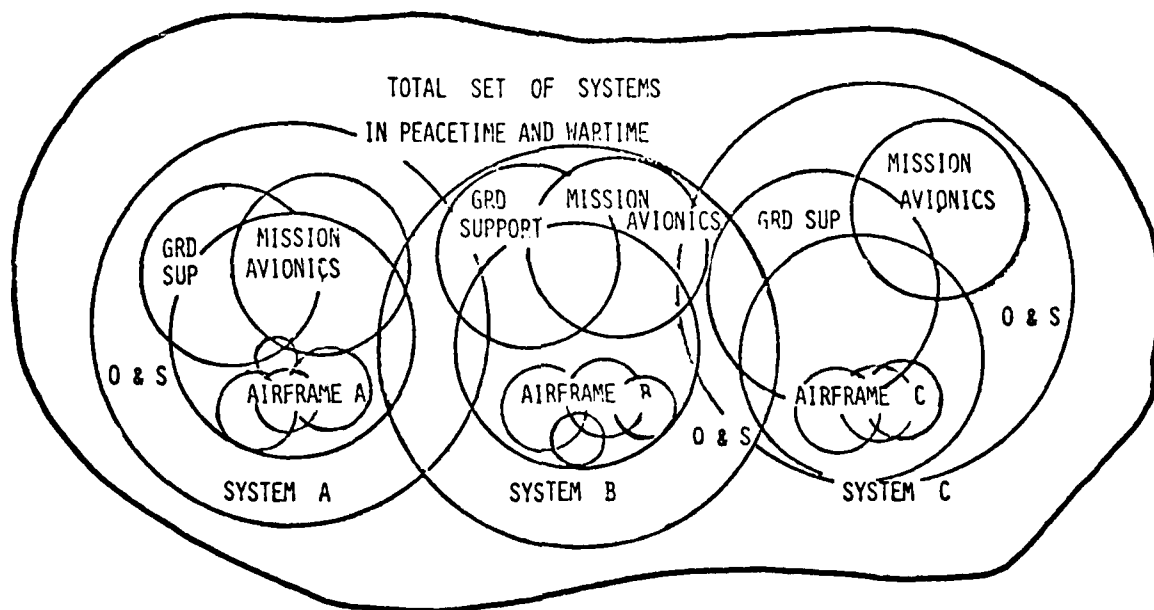 TOTAL SET OF SYSTEMS
IN PEACETIME AND WARTIME
GRD
SUP
MISSION
AVIONICS
O & S
AIRFRAME A
SYSTEM A
GRD
SUPPORT
MISSION
AVIONICS
AIRFRAME B
O & S
SYSTEM B
GRD SUP
MISSION
AVIONICS
O & S
AIRFRAME C
SYSTEM C